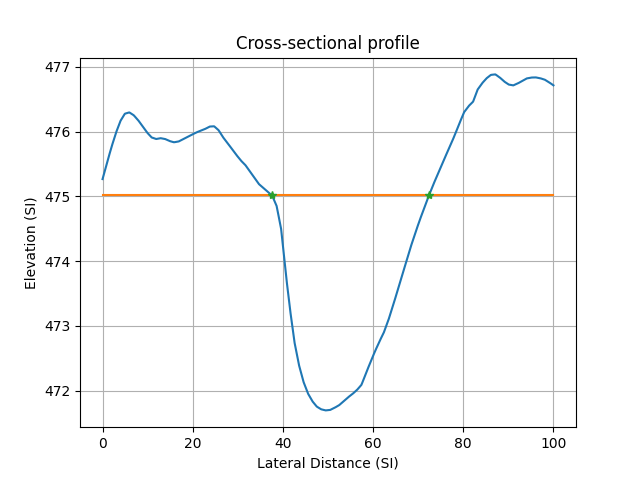 Cross-sectional profile
477
476
475
474
473
472
Elevation (SI)
0 20 40 60 80 100
Lateral Distance (SI)